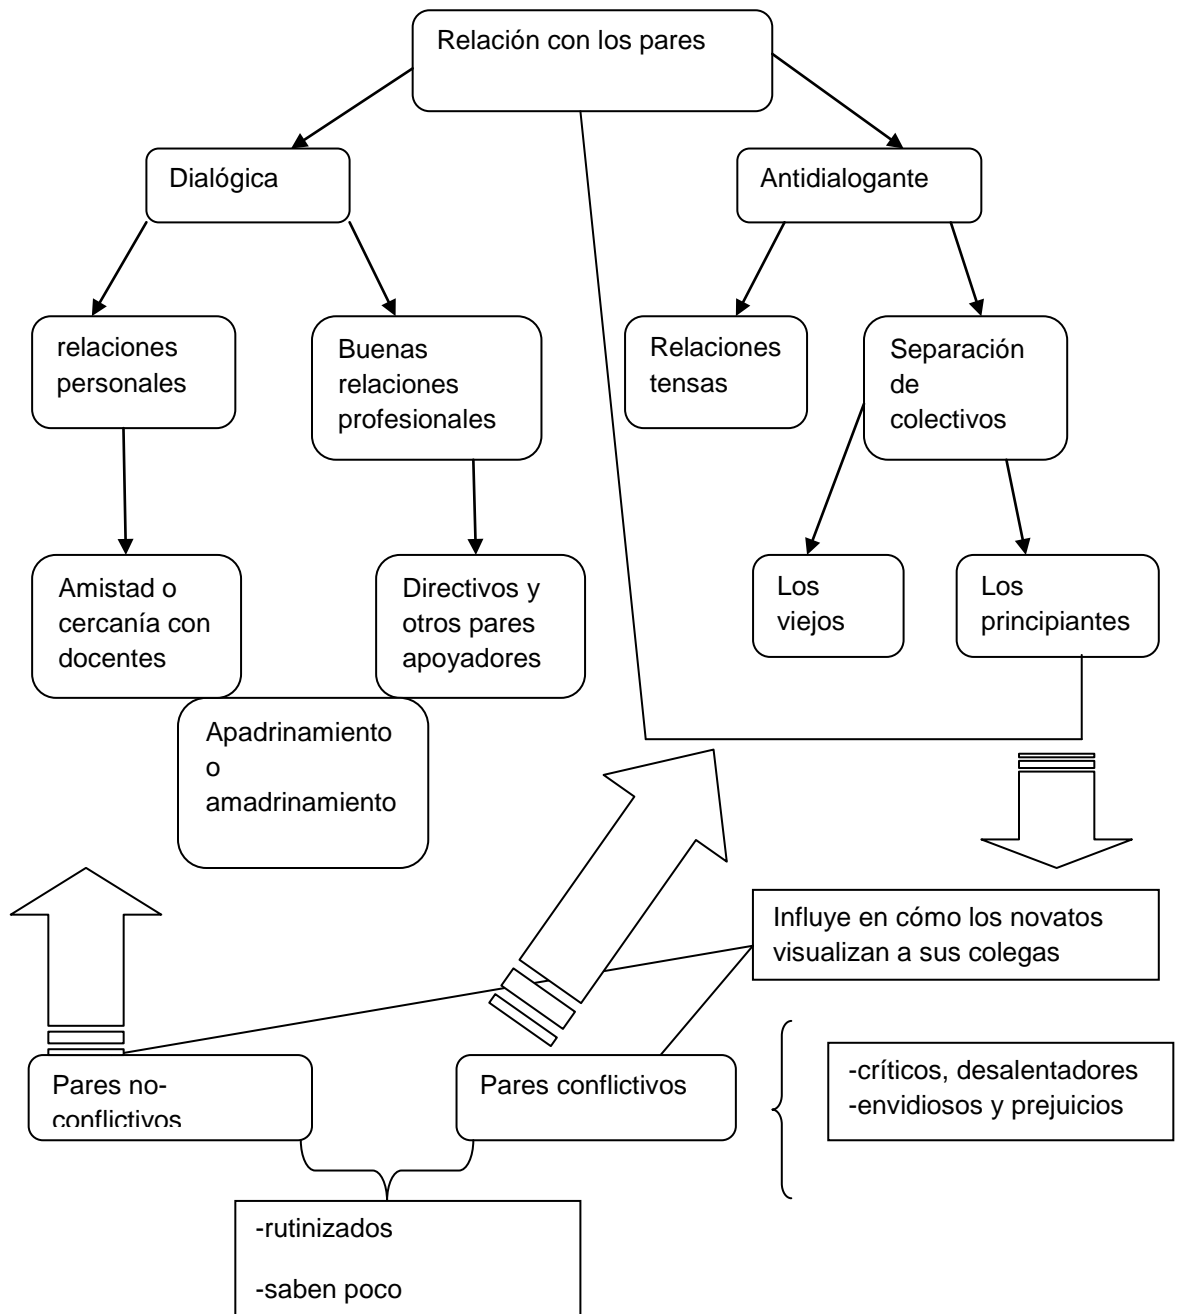 Relación con los pares
Dialógica
Antidialogante
relaciones
personales
Buenas
relaciones
profesionales
Relaciones
tensas
Separación
de
colectivos
Amistad o
cercanía con
docentes
Directivos y
otros pares
apoyadores
Los
viejos
Los
principiantes
Apadrinamiento
o
amadrinamiento
Influye en cómo los novatos
visualizan a sus colegas
Pares no-
conflictivos
Pares conflictivos
-críticos, desalentadores
-envidiosos y prejuicios
-rutinizados
-saben poco